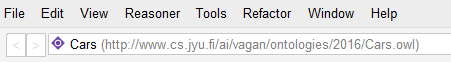 File Edit View Reasoner Tools Refactor Window Help
< > Cars (http://www.cs.jyu.fi/ai/vagan/ontologies/2016/Cars.owl)